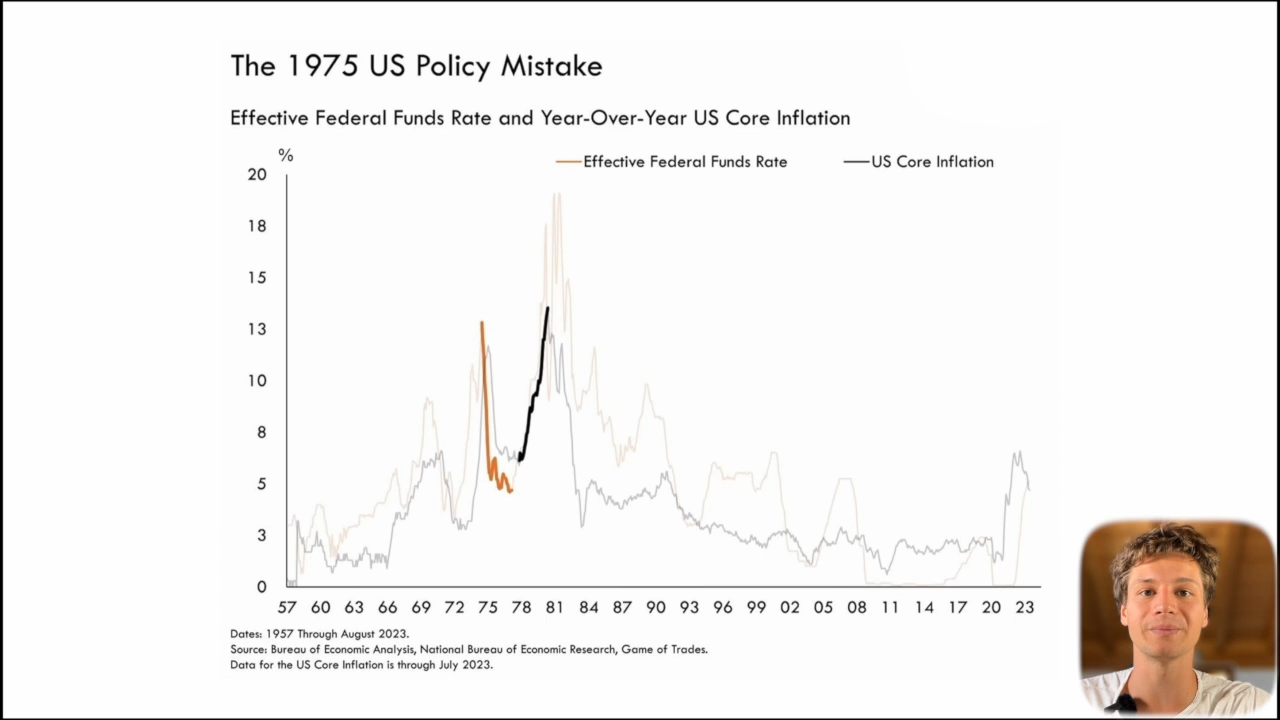 The 1975 US Policy Mistake
Effective Federal Funds Rate and Year-Over-Year US Core Inflation
%
Effective Federal Funds Rate
US Core Inflation
20
18
15
13
10
8
5
3
0
57 60 63 66 69 72 75 78 81 84 87 90 93 96 99 02 05 08 11 14 17 20 23
Dates: 1957 Through August 2023.
Source: Bureau of Economic Analysis, National Bureau of Economic Research, Game of Trades.
Data for the US Core Inflation is through July 2023.